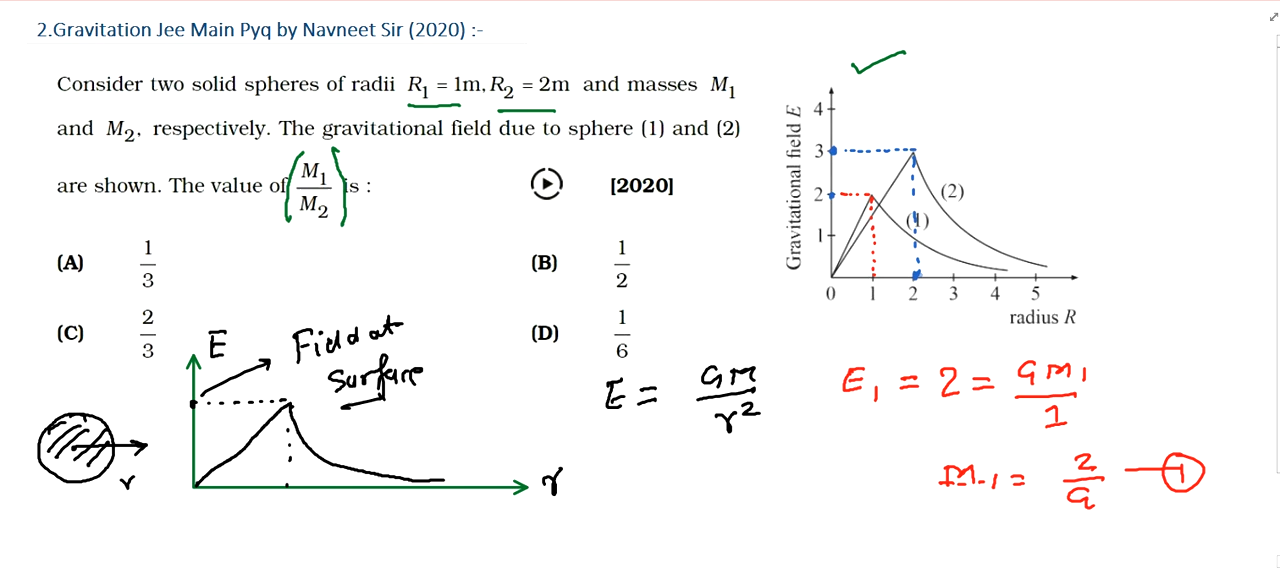 2.Gravitation Jee Main Pyq by Navneet Sir (2020) :-
Consider two solid spheres of radii R₁ = 1m, R₂ = 2m and masses M₁
and M₂, respectively. The gravitational field due to sphere (1) and (2)
are shown. The value of (M₁/M₂) is :
[2020]
(A) 1/3
(B) 1/2
(C) 2/3
(D) 1/6
Gravitational field E
4
3
2
1
(2)
(1)
0 1 2 3 4 5
radius R
E
Field at
surface
r
r
E = GM/r²
E₁ = 2 = GM₁/1
M₁ = 2/G — 1